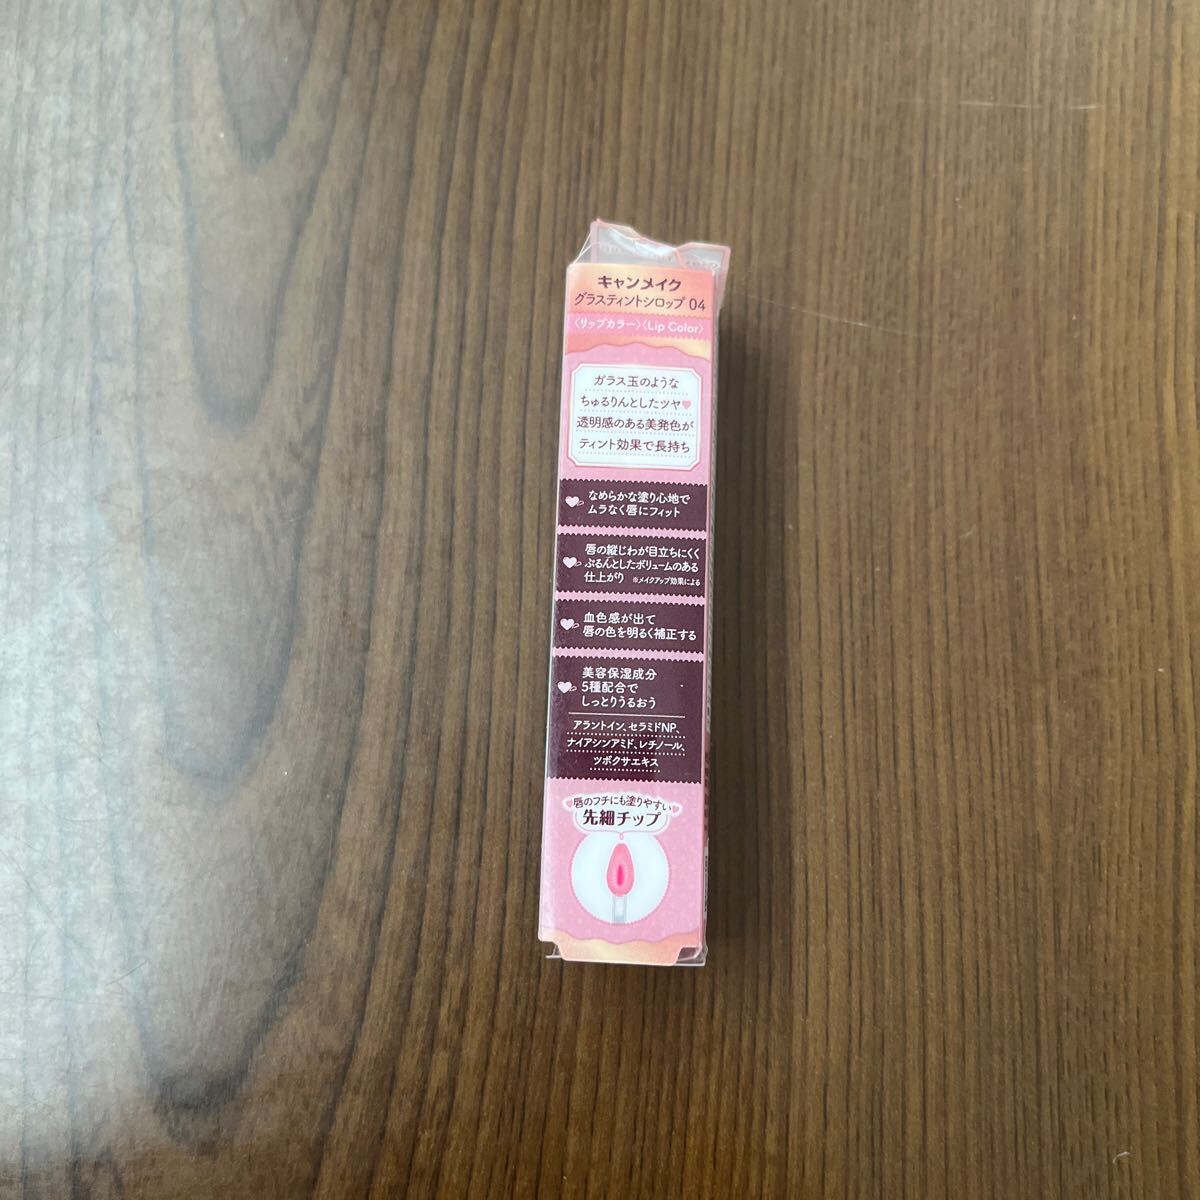 キャンメイク
グラスティントシロップ 04
〈リップカラー〉〈Lip Color〉
ガラス玉のような
ちゅるりんとしたツヤ♥
透明感のある美発色が
ティント効果で長持ち
なめらかな塗り心地で
ムラなく唇にフィット
唇の縦じわが目立ちにくく
ぷるんとしたボリュームのある
仕上がり ※メイクアップ効果による
血色感が出て
唇の色を明るく補正する
美容保湿成分
5種配合で
しっとりうるおう
アラントイン、セラミドNP、
ナイアシンアミド、レチノール、
ツボクサエキス
唇のフチにも塗りやすい
先細チップ